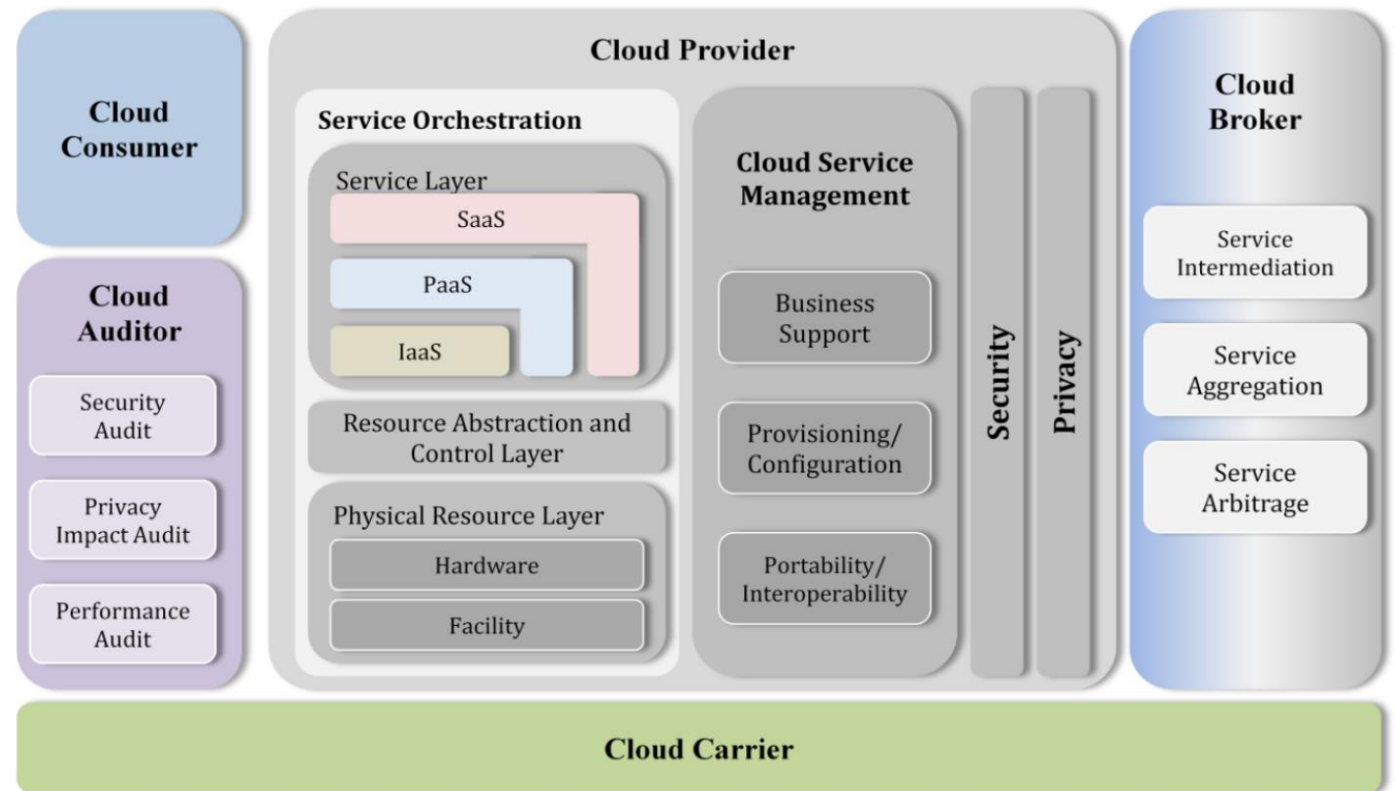 Cloud
Consumer
Cloud
Auditor
Security
Audit
Privacy
Impact Audit
Performance
Audit
Cloud Provider
Service Orchestration
Service Layer
SaaS
PaaS
IaaS
Resource Abstraction and
Control Layer
Physical Resource Layer
Hardware
Facility
Cloud Service
Management
Business
Support
Provisioning/
Configuration
Portability/
Interoperability
Security
Privacy
Cloud
Broker
Service
Intermediation
Service
Aggregation
Service
Arbitrage
Cloud Carrier